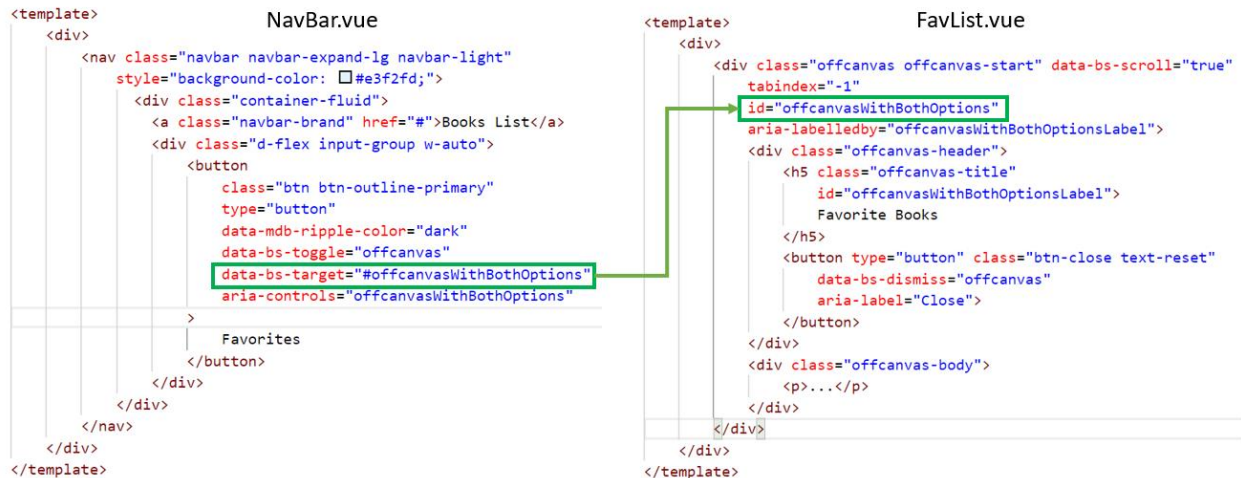 NavBar.vue
<template>
<div>
<nav class="navbar navbar-expand-lg navbar-light"
style="background-color: #e3f2fd;">
<div class="container-fluid">
<a class="navbar-brand" href="#">Books List</a>
<div class="d-flex input-group w-auto">
<button
class="btn btn-outline-primary"
type="button"
data-mdb-ripple-color="dark"
data-bs-toggle="offcanvas"
data-bs-target="#offcanvasWithBothOptions"
aria-controls="offcanvasWithBothOptions"
>
Favorites
</button>
</div>
</div>
</nav>
</div>
</template>
FavList.vue
<template>
<div>
<div class="offcanvas offcanvas-start" data-bs-scroll="true"
tabindex="-1"
id="offcanvasWithBothOptions"
aria-labelledby="offcanvasWithBothOptionsLabel">
<div class="offcanvas-header">
<h5 class="offcanvas-title"
id="offcanvasWithBothOptionsLabel">
Favorite Books
</h5>
<button type="button" class="btn-close text-reset"
data-bs-dismiss="offcanvas"
aria-label="Close">
</button>
</div>
<div class="offcanvas-body">
<p>...</p>
</div>
</div>
</div>
</template>